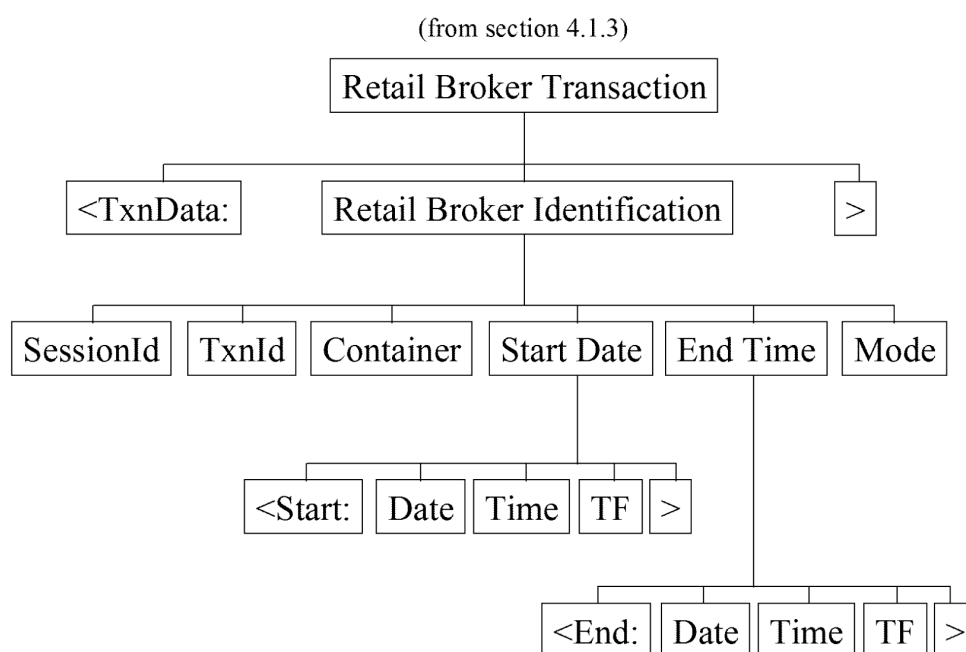 (from section 4.1.3)
Retail Broker Transaction
<TxnData: Retail Broker Identification >
SessionId TxnId Container Start Date End Time Mode
<Start: Date Time TF >
<End: Date Time TF >